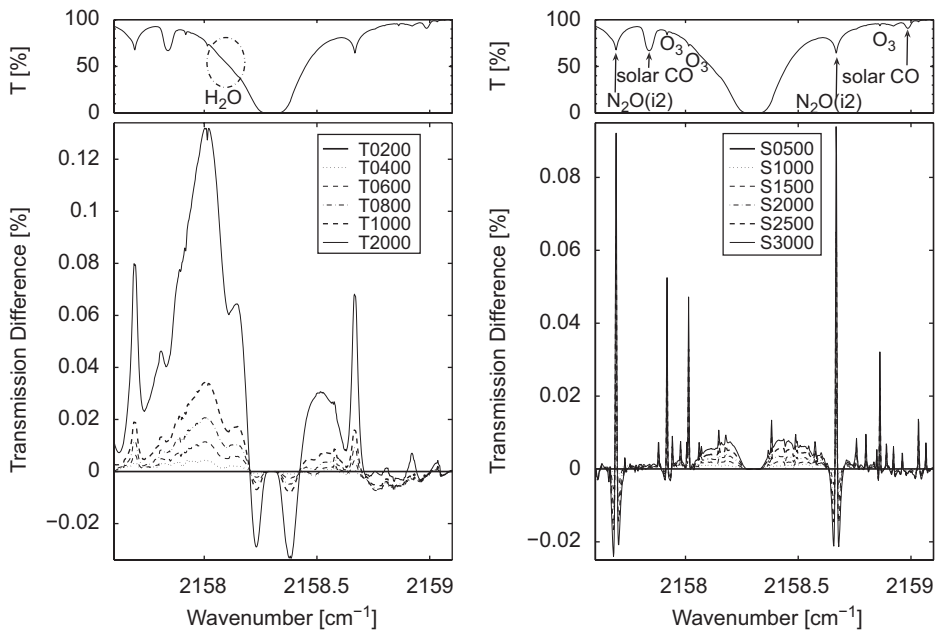 100
50
0
T [%]
H2O
0.12
0.1
0.08
0.06
0.04
0.02
0
−0.02
Transmission Difference [%]
T0200
T0400
T0600
T0800
T1000
T2000
2158
2158.5
2159
Wavenumber [cm−1]
100
50
0
T [%]
O3
O3
O3
solar CO
solar CO
N2O(i2)
N2O(i2)
0.08
0.06
0.04
0.02
0
−0.02
Transmission Difference [%]
S0500
S1000
S1500
S2000
S2500
S3000
2158
2158.5
2159
Wavenumber [cm−1]